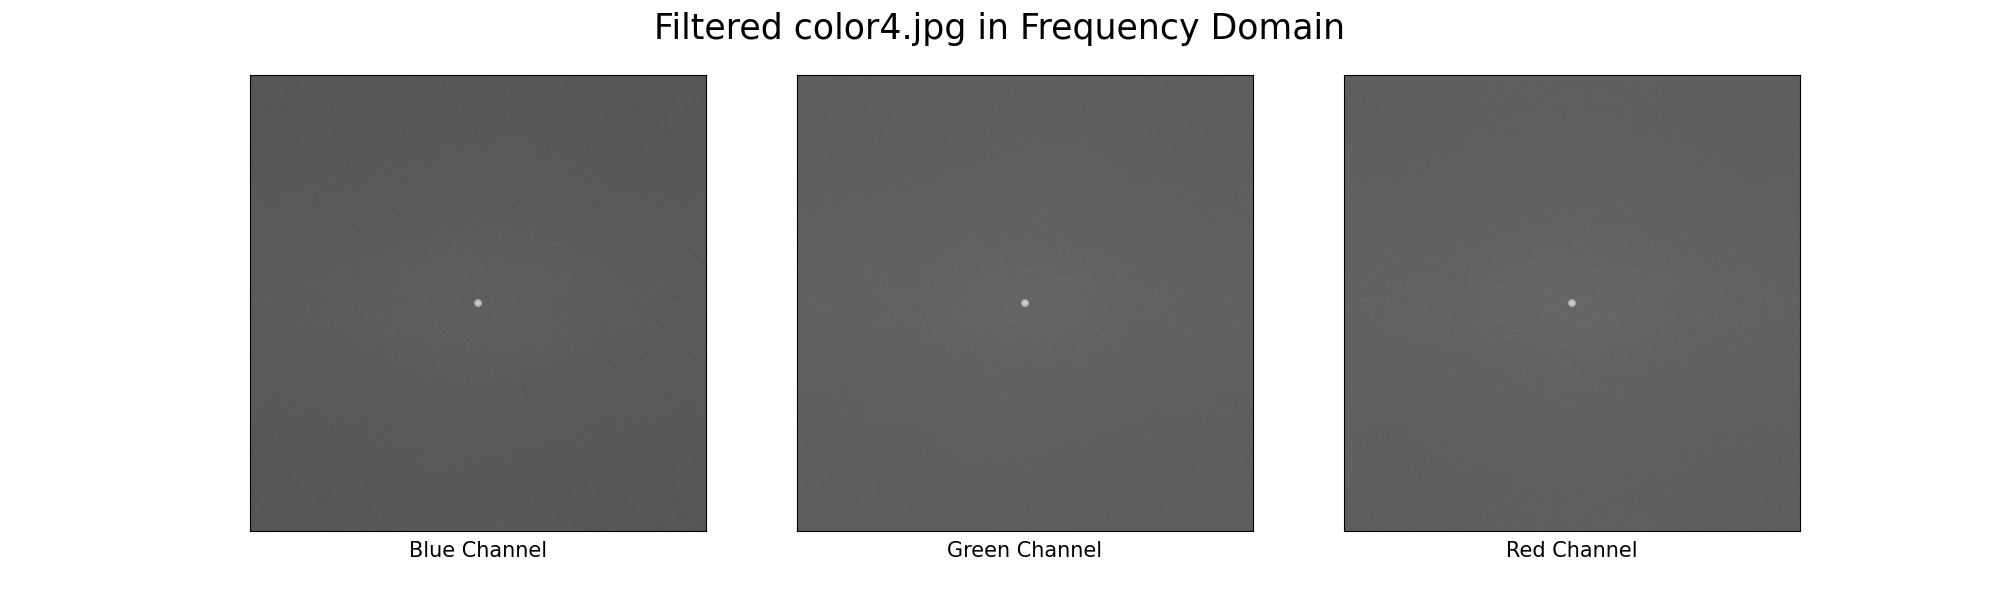 Filtered color4.jpg in Frequency Domain
Blue Channel
Green Channel
Red Channel